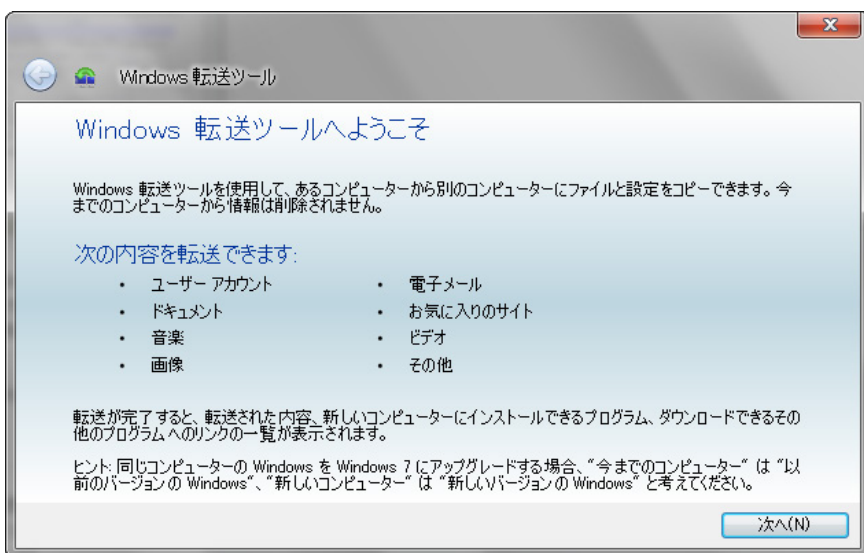 Windows 転送ツール
Windows 転送ツールへようこそ
Windows 転送ツールを使用して、あるコンピューターから別のコンピューターにファイルと設定をコピーできます。今
までのコンピューターから情報は削除されません。
次の内容を転送できます:
・ ユーザー アカウント ・ 電子メール
・ ドキュメント ・ お気に入りのサイト
・ 音楽 ・ ビデオ
・ 画像 ・ その他
転送が完了すると、転送された内容、新しいコンピューターにインストールできるプログラム、ダウンロードできるその
他のプログラムへのリンクの一覧が表示されます。
ヒント: 同じコンピューターの Windows を Windows 7 にアップグレードする場合、"今までのコンピューター" は "以
前のバージョンの Windows"、"新しいコンピューター" は "新しいバージョンの Windows" と考えてください。
次へ(N)